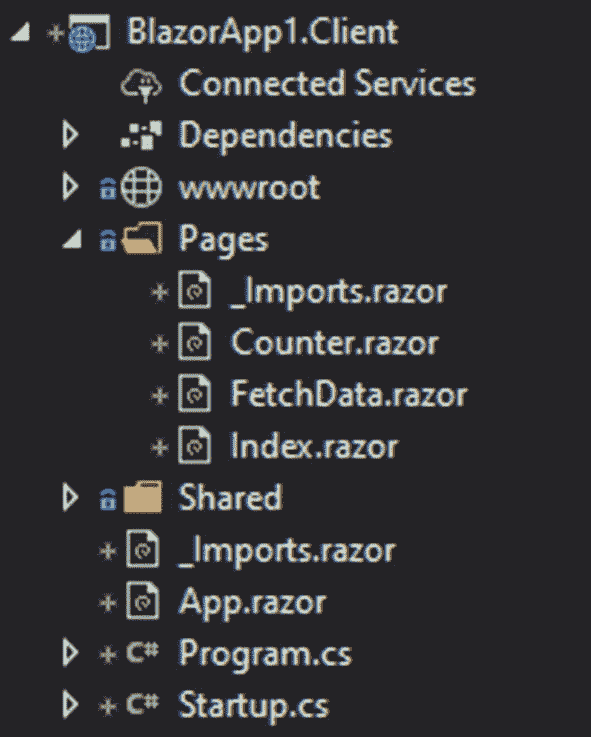 BlazorApp1.Client
Connected Services
Dependencies
wwwroot
Pages
_Imports.razor
Counter.razor
FetchData.razor
Index.razor
Shared
_Imports.razor
App.razor
C# Program.cs
C# Startup.cs